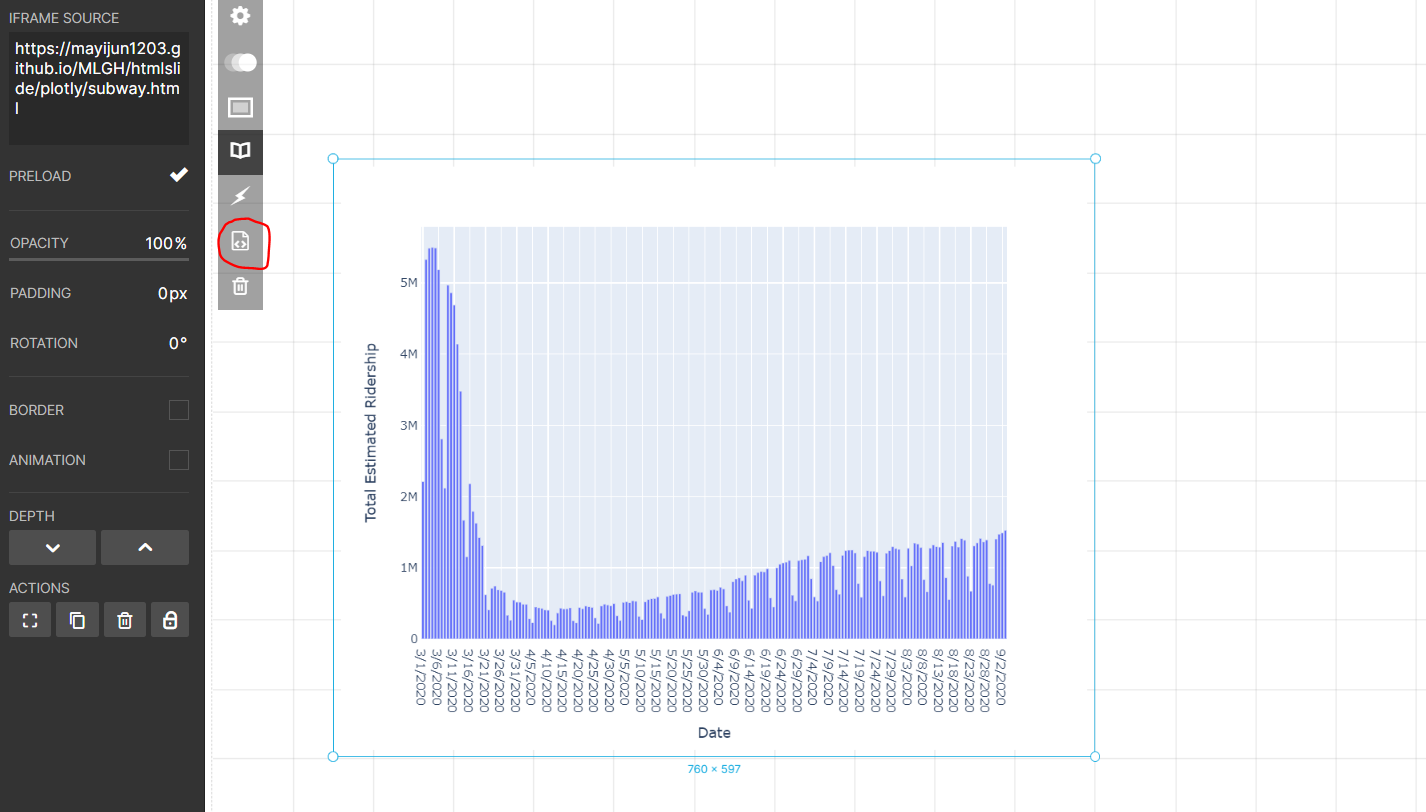 IFRAME SOURCE
https://mayijun1203.g
ithub.io/MLGH/htmlsli
de/plotly/subway.htm
l
PRELOAD
OPACITY 100%
PADDING 0px
ROTATION 0°
BORDER
ANIMATION
DEPTH
ACTIONS
Total Estimated Ridership
5M
4M
3M
2M
1M
0
3/1/2020
3/6/2020
3/11/2020
3/16/2020
3/21/2020
3/26/2020
3/31/2020
4/5/2020
4/10/2020
4/15/2020
4/20/2020
4/25/2020
4/30/2020
5/5/2020
5/10/2020
5/15/2020
5/20/2020
5/25/2020
5/30/2020
6/4/2020
6/9/2020
6/14/2020
6/19/2020
6/24/2020
6/29/2020
7/4/2020
7/9/2020
7/14/2020
7/19/2020
7/24/2020
7/29/2020
8/3/2020
8/8/2020
8/13/2020
8/18/2020
8/23/2020
8/28/2020
9/2/2020
Date
760 × 597